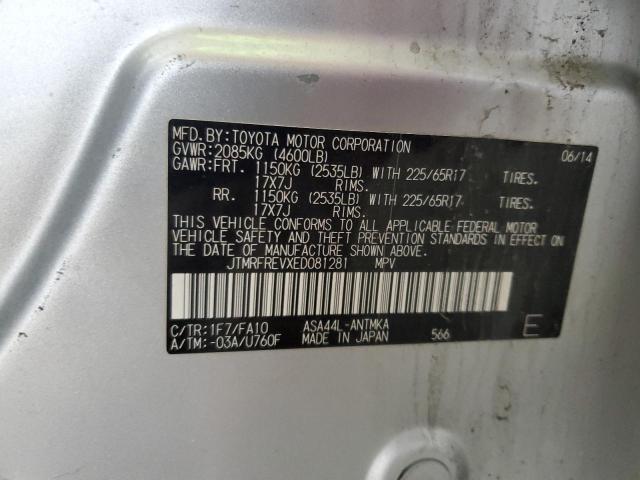 MFD.BY:TOYOTA MOTOR CORPORATION 06/14
GVWR:2085KG (4600LB)
GAWR:FRT. 1150KG (2535LB) WITH 225/65R17 TIRES.
17X7J RIMS.
RR. 1150KG (2535LB) WITH 225/65R17 TIRES.
17X7J RIMS.
THIS VEHICLE CONFORMS TO ALL APPLICABLE FEDERAL MOTOR
VEHICLE SAFETY AND THEFT PREVENTION STANDARDS IN EFFECT ON
THE DATE OF MANUFACTURE SHOWN ABOVE.
JTMRFREVXED081281 MPV
C/TR:1F7/FA10 ASA44L-ANTMKA
A/TM:-03A/U760F MADE IN JAPAN 566 E